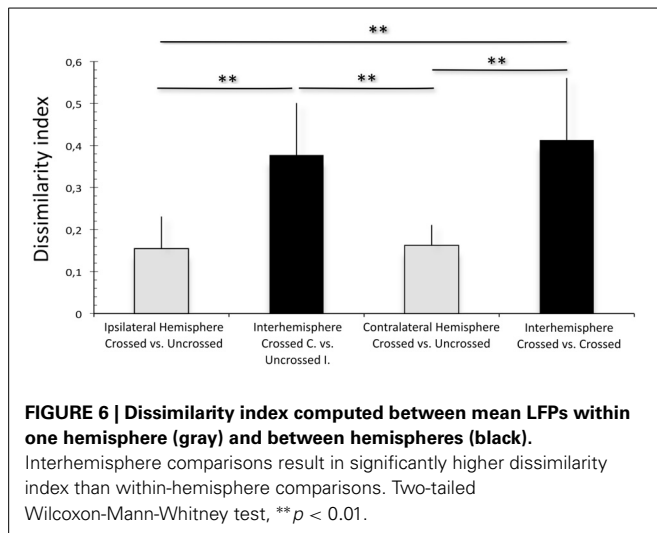 **
** ** **
0,6
0,5
0,4
0,3
0,2
0,1
0
Dissimilarity index
Ipsilateral Hemisphere
Crossed vs. Uncrossed
Interhemisphere
Crossed C. vs.
Uncrossed I.
Contralateral Hemisphere
Crossed vs. Uncrossed
Interhemisphere
Crossed vs. Crossed
FIGURE 6 | Dissimilarity index computed between mean LFPs within
one hemisphere (gray) and between hemispheres (black).
Interhemisphere comparisons result in significantly higher dissimilarity
index than within-hemisphere comparisons. Two-tailed
Wilcoxon-Mann-Whitney test, **p < 0.01.